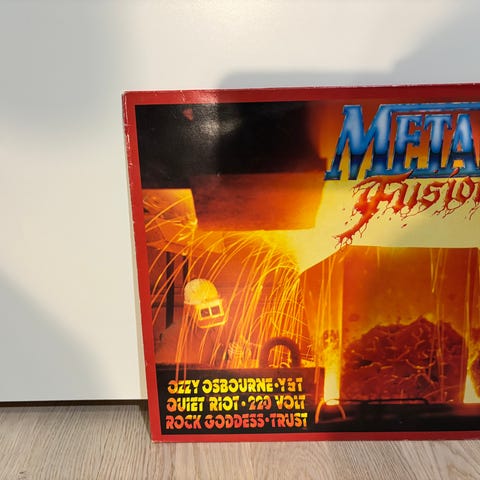 META
Fusio
OZZY OSBOURNE·Y&T
QUIET RIOT·220 VOLT
ROCK GODDESS·TRUST